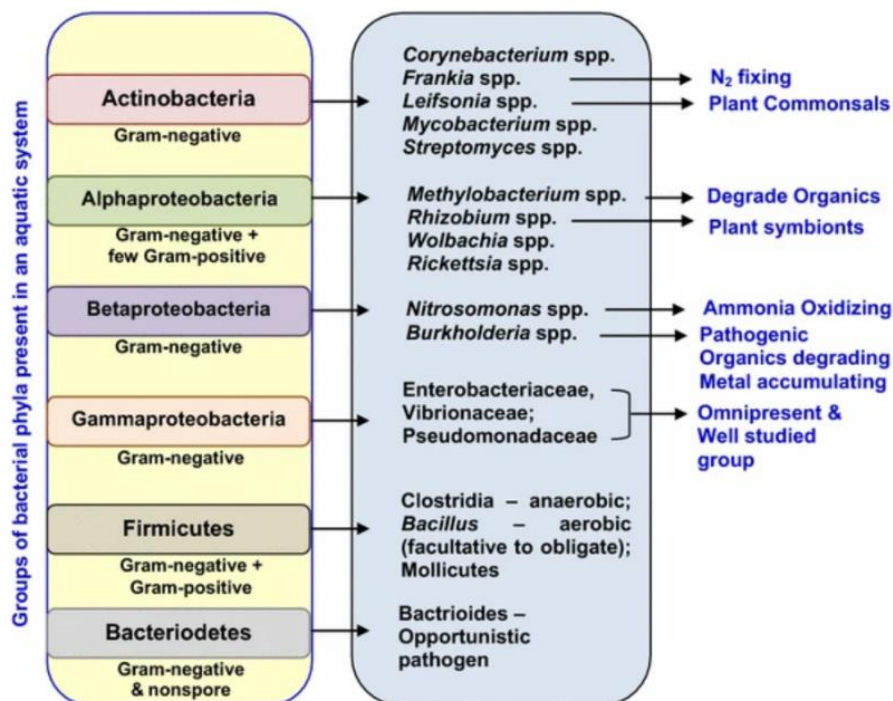 Groups of bacterial phyla present in an aquatic system
Actinobacteria
Gram-negative
Corynebacterium spp.
Frankia spp.
Leifsonia spp.
Mycobacterium spp.
Streptomyces spp.
N₂ fixing
Plant Commonsals
Alphaproteobacteria
Gram-negative +
few Gram-positive
Methylobacterium spp.
Rhizobium spp.
Wolbachia spp.
Rickettsia spp.
Degrade Organics
Plant symbionts
Betaproteobacteria
Gram-negative
Nitrosomonas spp.
Burkholderia spp.
Ammonia Oxidizing
Pathogenic
Organics degrading
Metal accumulating
Gammaproteobacteria
Gram-negative
Enterobacteriaceae,
Vibrionaceae;
Pseudomonadaceae
Omnipresent &
Well studied
group
Firmicutes
Gram-negative +
Gram-positive
Clostridia – anaerobic;
Bacillus – aerobic
(facultative to obligate);
Mollicutes
Bacteriodetes
Gram-negative
& nonspore
Bactrioides –
Opportunistic
pathogen